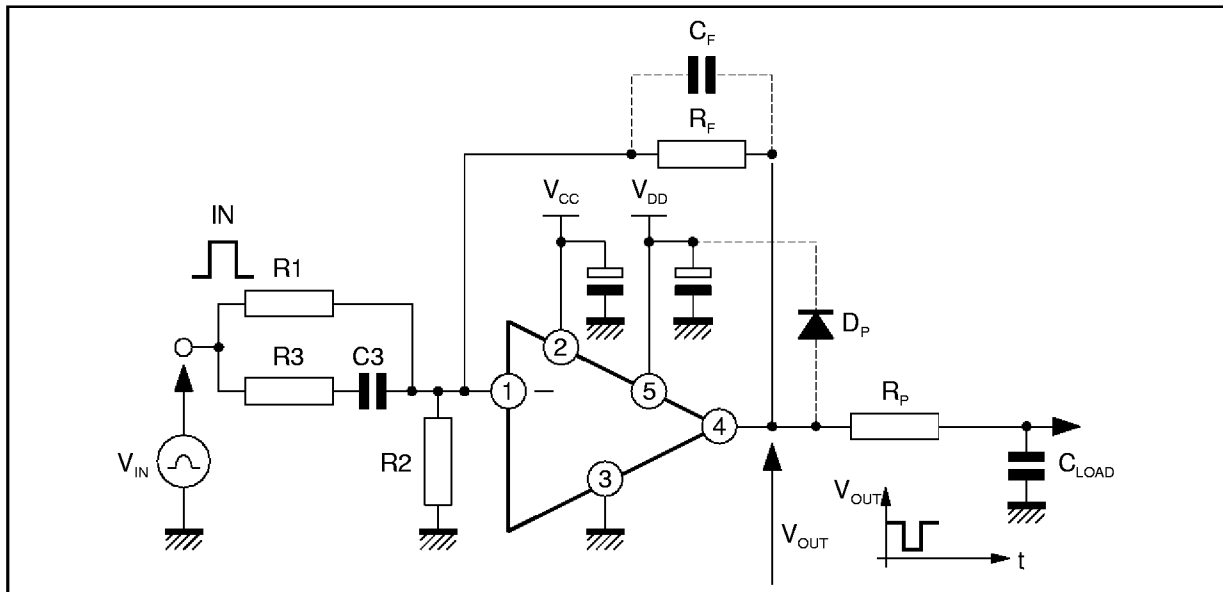 C_F
R_F
V_CC
V_DD
IN
R1
D_P
2
R3
C3
1
−
5
R_P
4
V_IN
R2
3
C_LOAD
V_OUT
V_OUT
t